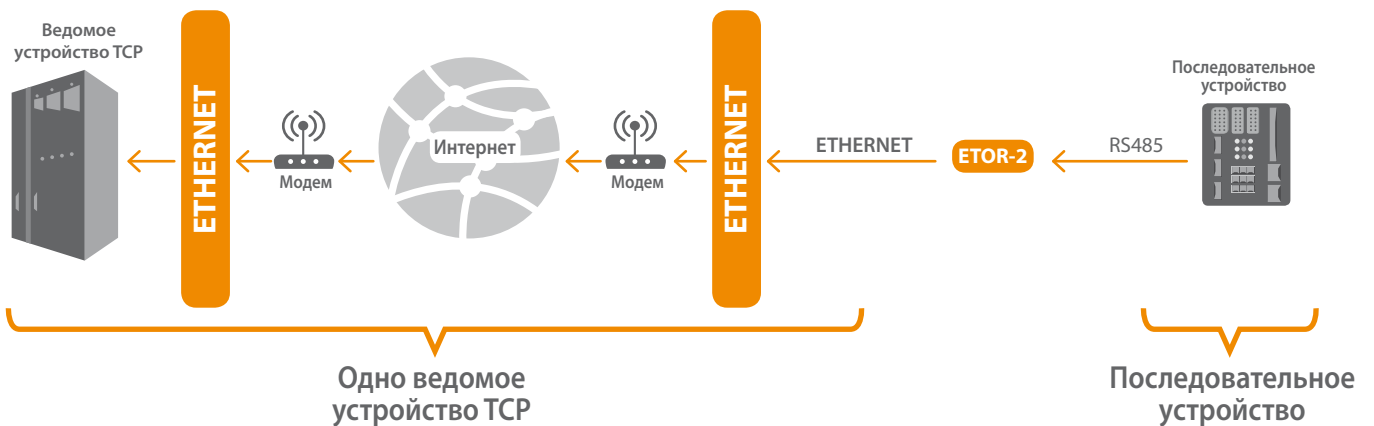 Ведомое
устройство TCP
ETHERNET
Модем
Интернет
Модем
ETHERNET
ETHERNET
ETOR-2
RS485
Последовательное
устройство
Одно ведомое
устройство TCP
Последовательное
устройство